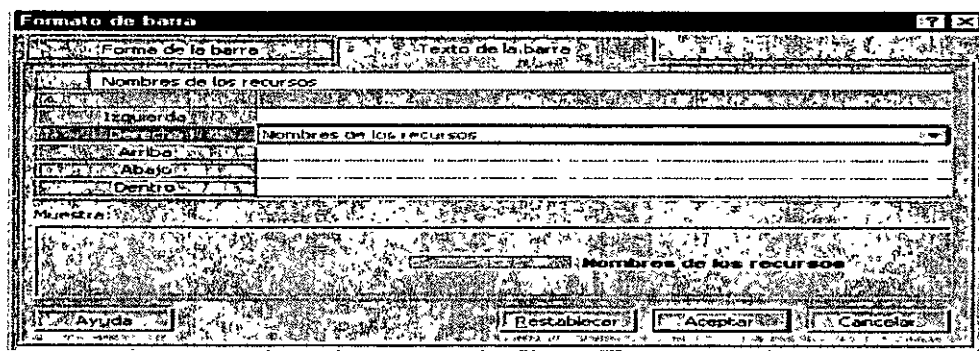 Formato de barra
Forma de la barra Texto de la barra
Nombres de los recursos
Izquierda
Nombres de los recursos
Arriba
Abajo
Dentro
Muestra:
Nombres de los recursos
Ayuda Restablecer Aceptar Cancelar